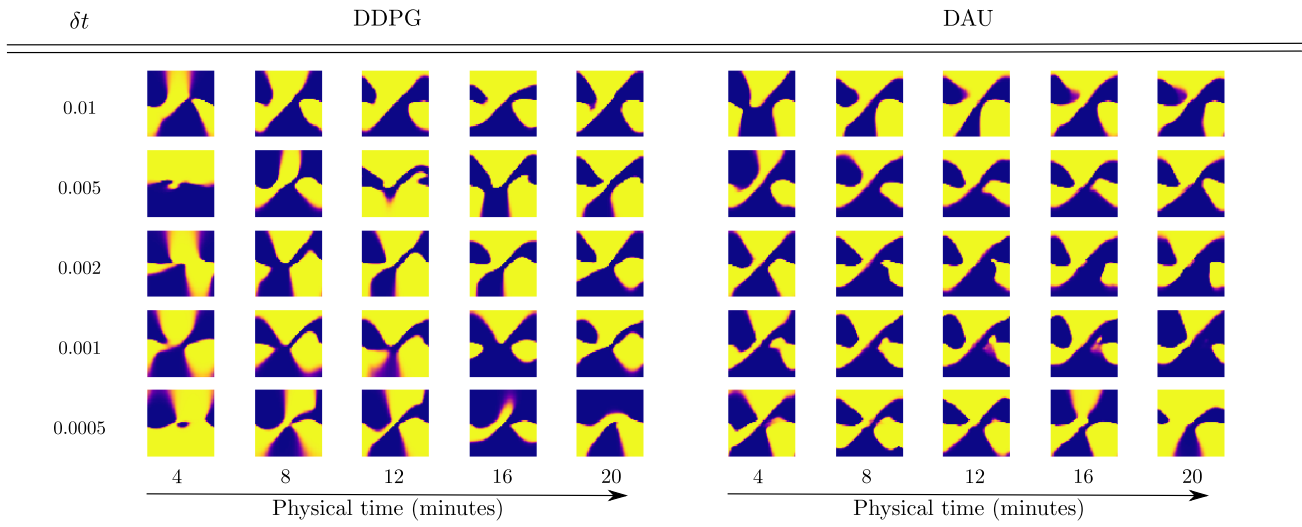 δt DDPG DAU
0.01
0.005
0.002
0.001
0.0005
4 8 12 16 20 4 8 12 16 20
Physical time (minutes) Physical time (minutes)